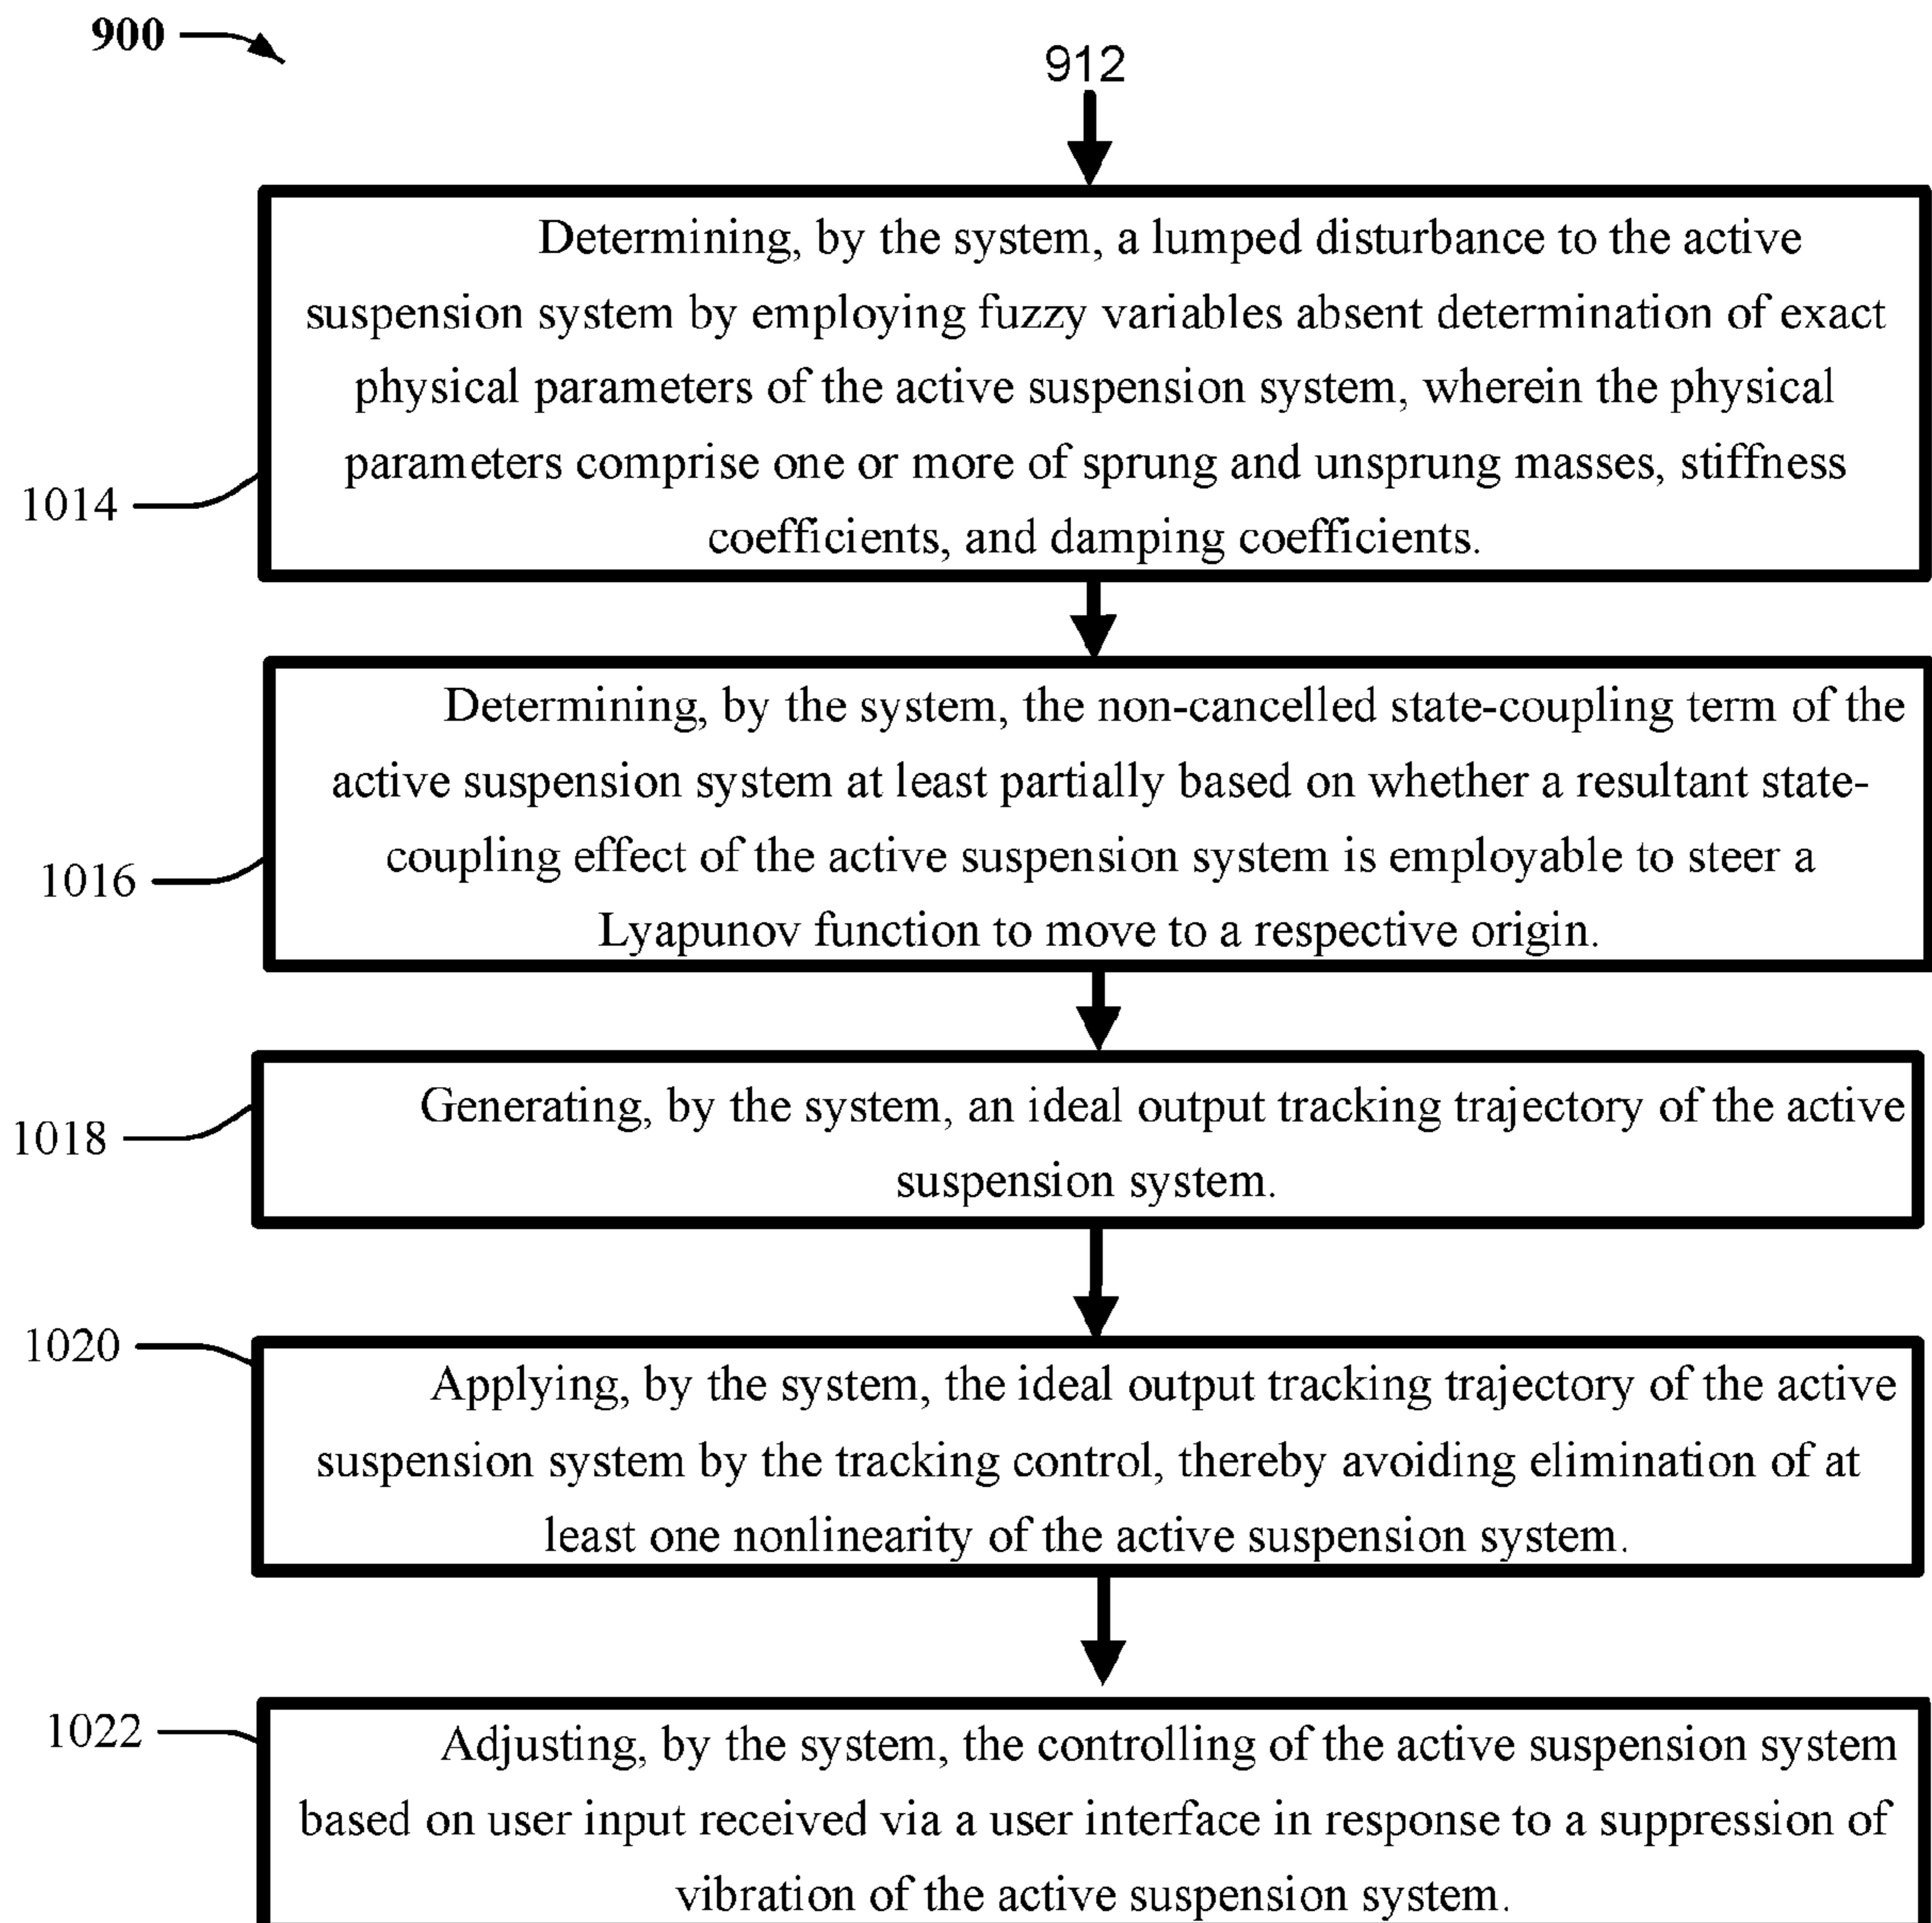 900
912
Determining, by the system, a lumped disturbance to the active
suspension system by employing fuzzy variables absent determination of exact
physical parameters of the active suspension system, wherein the physical
parameters comprise one or more of sprung and unsprung masses, stiffness
coefficients, and damping coefficients.
1014
Determining, by the system, the non-cancelled state-coupling term of the
active suspension system at least partially based on whether a resultant state-
coupling effect of the active suspension system is employable to steer a
Lyapunov function to move to a respective origin.
1016
Generating, by the system, an ideal output tracking trajectory of the active
suspension system.
1018
Applying, by the system, the ideal output tracking trajectory of the active
suspension system by the tracking control, thereby avoiding elimination of at
least one nonlinearity of the active suspension system.
1020
Adjusting, by the system, the controlling of the active suspension system
based on user input received via a user interface in response to a suppression of
vibration of the active suspension system.
1022